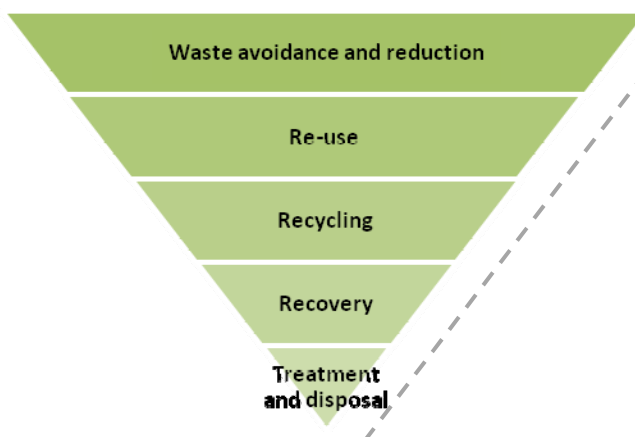 Waste avoidance and reduction
Re-use
Recycling
Recovery
Treatment
and disposal